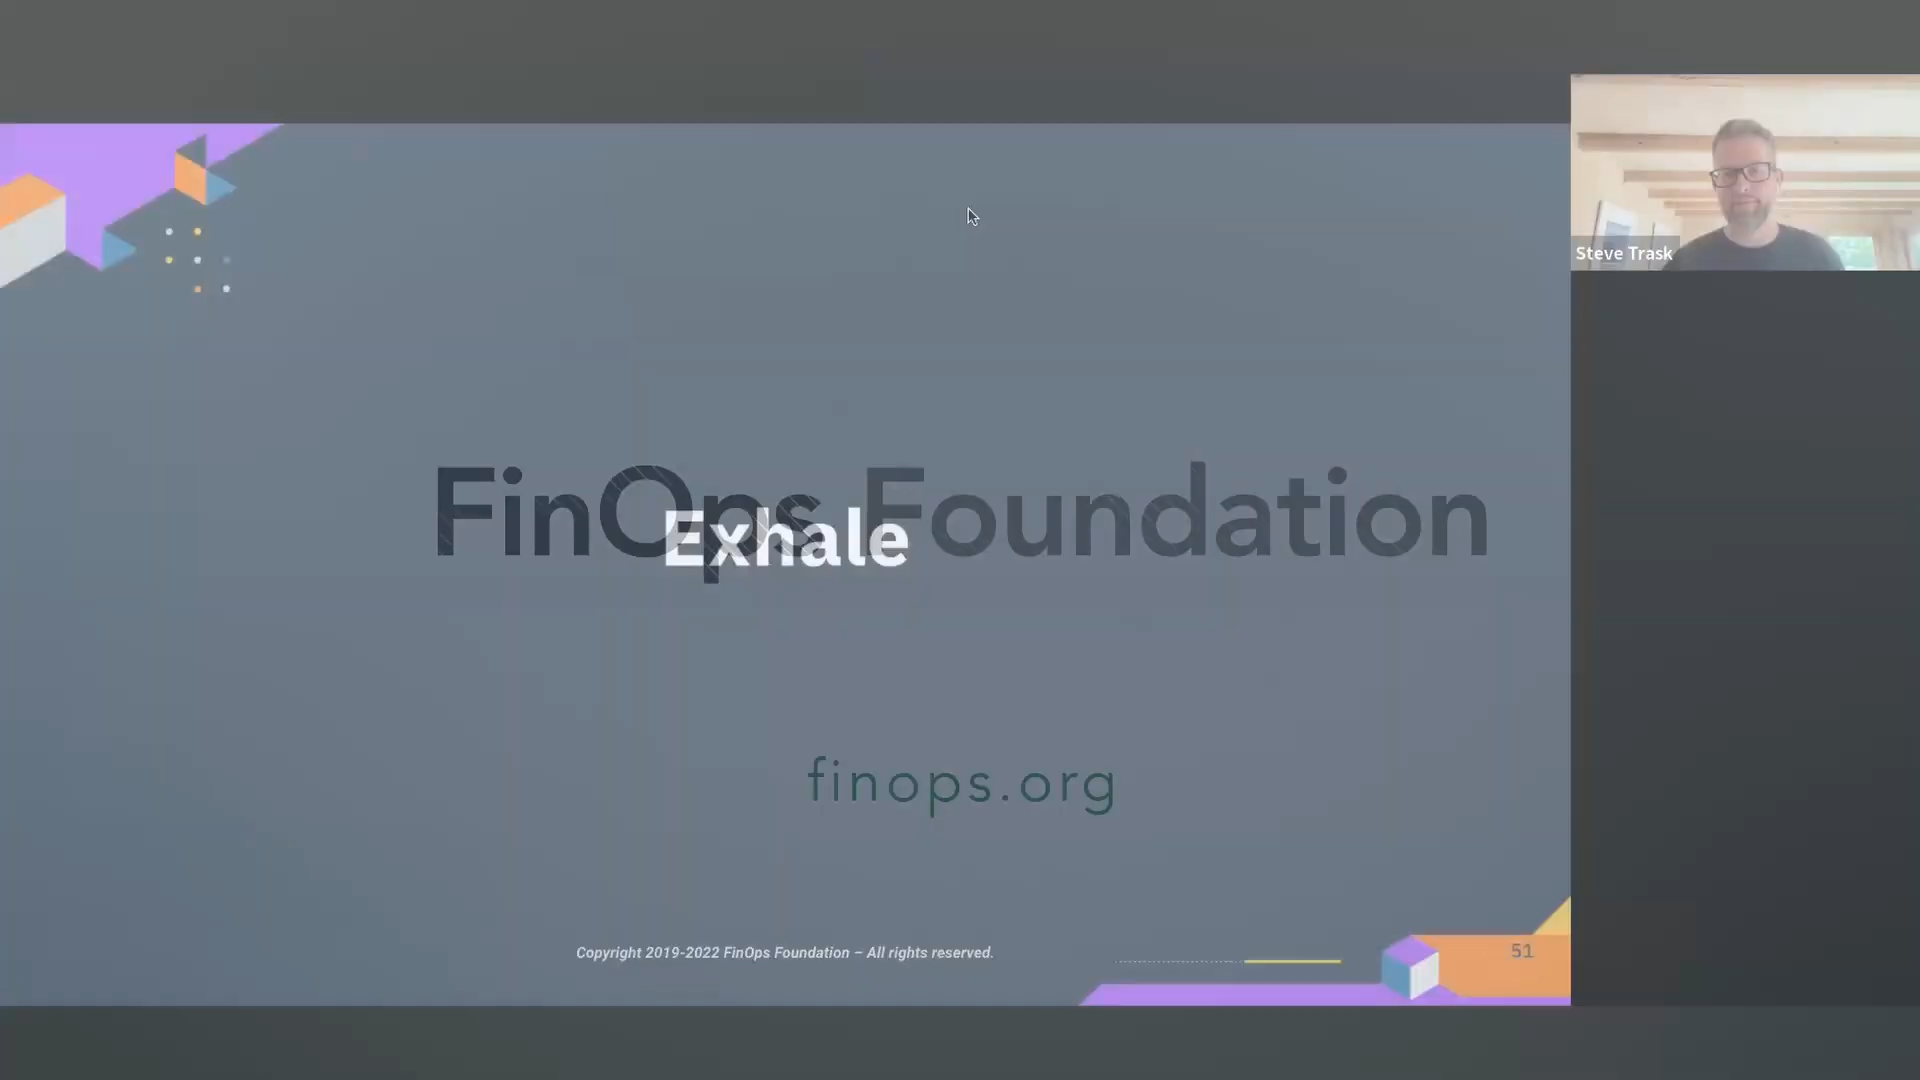 Steve Trask
FinOps Foundation
Exhale
finops.org
Copyright 2019-2022 FinOps Foundation – All rights reserved.
51